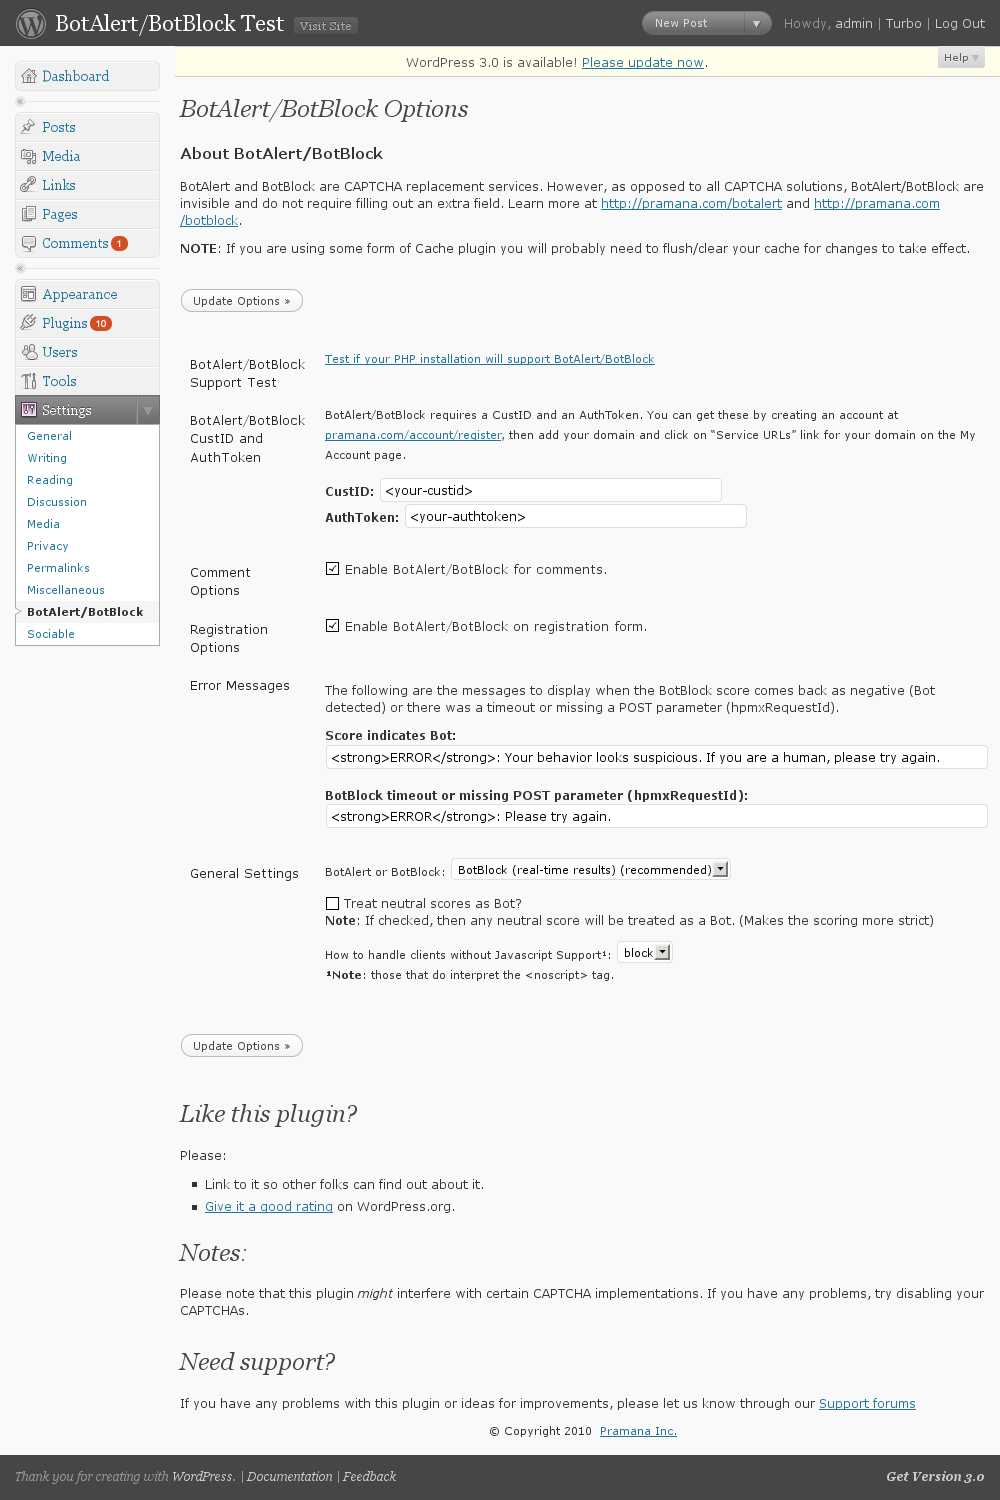 BotAlert/BotBlock Test Visit Site New Post Howdy, admin | Turbo | Log Out
WordPress 3.0 is available! Please update now. Help
Dashboard
Posts
Media
Links
Pages
Comments 1
Appearance
Plugins 10
Users
Tools
Settings
General
Writing
Reading
Discussion
Media
Privacy
Permalinks
Miscellaneous
BotAlert/BotBlock
Sociable
BotAlert/BotBlock Options
About BotAlert/BotBlock
BotAlert and BotBlock are CAPTCHA replacement services. However, as opposed to all CAPTCHA solutions, BotAlert/BotBlock are
invisible and do not require filling out an extra field. Learn more at http://pramana.com/botalert and http://pramana.com
/botblock.
NOTE: If you are using some form of Cache plugin you will probably need to flush/clear your cache for changes to take effect.
Update Options »
BotAlert/BotBlock
Support Test
Test if your PHP installation will support BotAlert/BotBlock
BotAlert/BotBlock
CustID and
AuthToken
BotAlert/BotBlock requires a CustID and an AuthToken. You can get these by creating an account at
pramana.com/account/register, then add your domain and click on “Service URLs” link for your domain on the My
Account page.
CustID: <your-custid>
AuthToken: <your-authtoken>
Comment
Options
Enable BotAlert/BotBlock for comments.
Registration
Options
Enable BotAlert/BotBlock on registration form.
Error Messages
The following are the messages to display when the BotBlock score comes back as negative (Bot
detected) or there was a timeout or missing a POST parameter (hpmxRequestId).
Score indicates Bot:
<strong>ERROR</strong>: Your behavior looks suspicious. If you are a human, please try again.
BotBlock timeout or missing POST parameter (hpmxRequestId):
<strong>ERROR</strong>: Please try again.
General Settings
BotAlert or BotBlock: BotBlock (real-time results) (recommended)
Treat neutral scores as Bot?
Note: If checked, then any neutral score will be treated as a Bot. (Makes the scoring more strict)
How to handle clients without Javascript Support¹: block
¹Note: those that do interpret the <noscript> tag.
Update Options »
Like this plugin?
Please:
Link to it so other folks can find out about it.
Give it a good rating on WordPress.org.
Notes:
Please note that this plugin might interfere with certain CAPTCHA implementations. If you have any problems, try disabling your
CAPTCHAs.
Need support?
If you have any problems with this plugin or ideas for improvements, please let us know through our Support forums
© Copyright 2010 Pramana Inc.
Thank you for creating with WordPress. | Documentation | Feedback Get Version 3.0